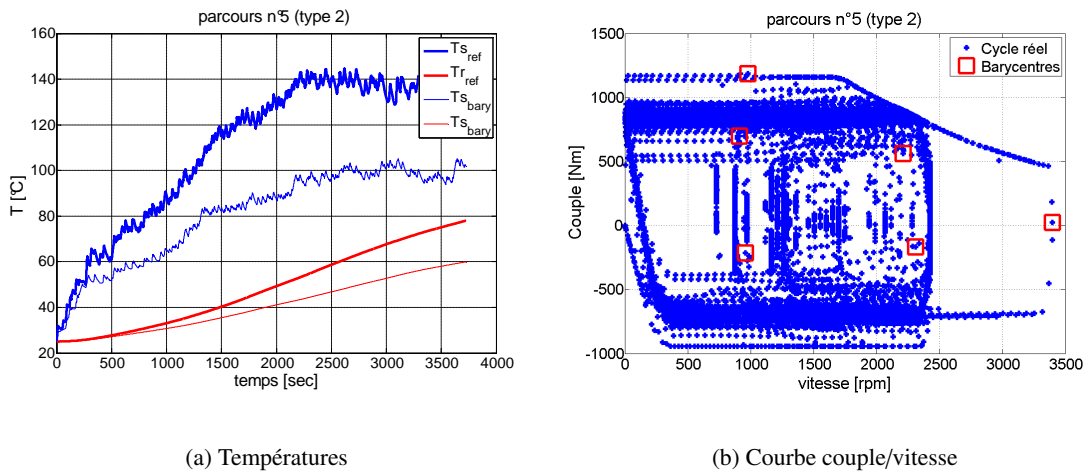 parcours n°5 (type 2)
160
140
120
100
80
60
40
20
T [°C]
0
500
1000
1500
2000
2500
3000
3500
4000
temps [sec]
Ts_ref
Tr_ref
Ts_bary
Ts_bary
(a) Températures
parcours n°5 (type 2)
1500
1000
500
0
-500
-1000
Couple [Nm]
0
500
1000
1500
2000
2500
3000
3500
vitesse [rpm]
Cycle réel
Barycentres
(b) Courbe couple/vitesse